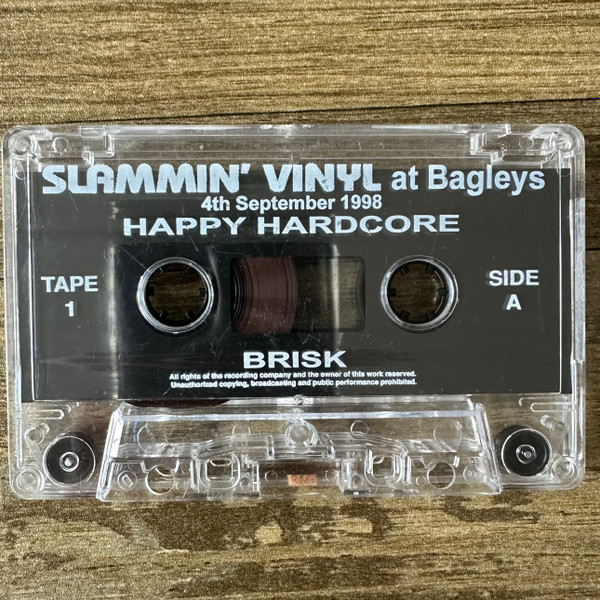 SLAMMIN' VINYL at Bagleys
4th September 1998
HAPPY HARDCORE
TAPE
1
SIDE
A
BRISK
All rights of the recording company and the owner of this work reserved.
Unauthorized copying, broadcasting and public performance prohibited.